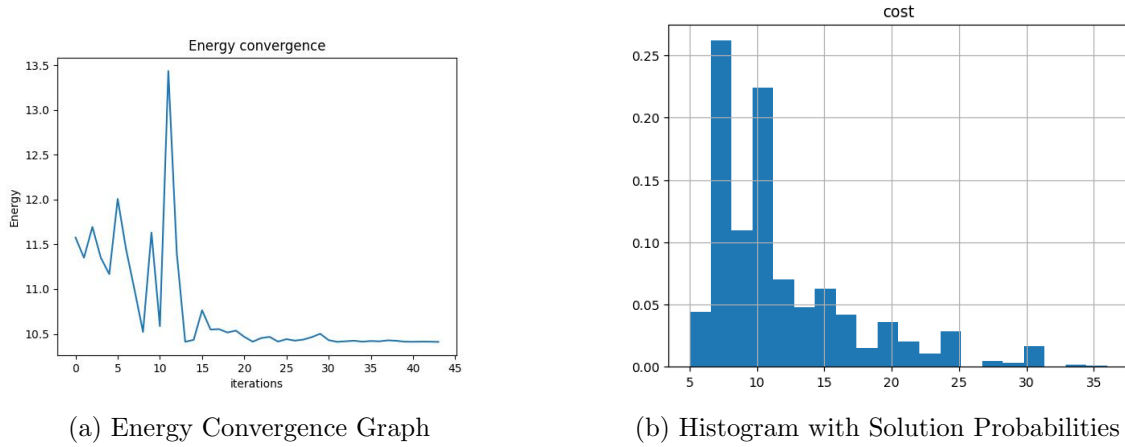 Energy convergence
13.5
13.0
12.5
12.0
11.5
11.0
10.5
Energy
0 5 10 15 20 25 30 35 40 45
iterations
(a) Energy Convergence Graph
cost
0.25
0.20
0.15
0.10
0.05
0.00
5 10 15 20 25 30 35
(b) Histogram with Solution Probabilities